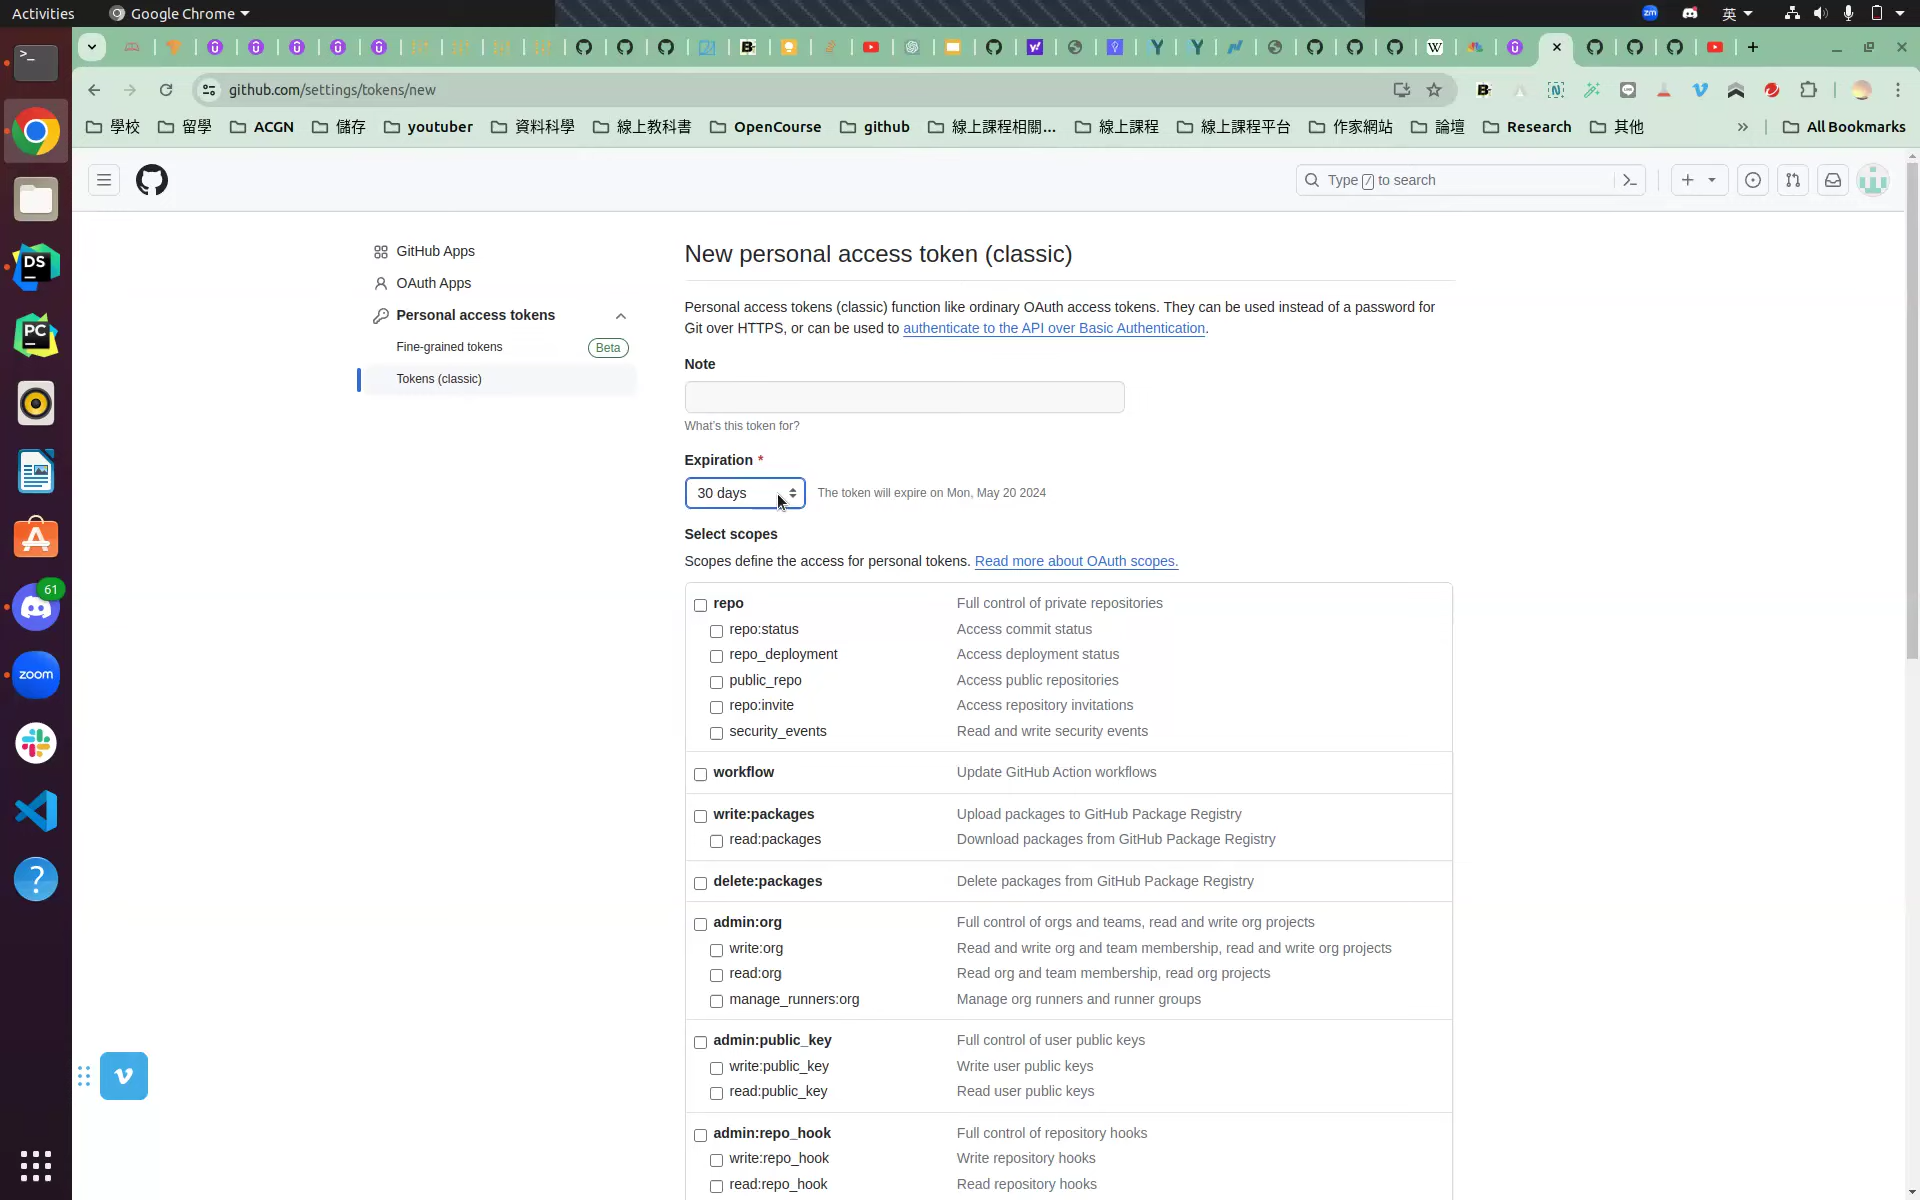 Activities
Google Chrome
英
github.com/settings/tokens/new
學校
留學
ACGN
儲存
youtuber
資料科學
線上教科書
OpenCourse
github
線上課程相關...
線上課程
線上課程平台
作家網站
論壇
Research
其他
»
All Bookmarks
Type / to search
GitHub Apps
OAuth Apps
Personal access tokens
Fine-grained tokens
Beta
Tokens (classic)
New personal access token (classic)
Personal access tokens (classic) function like ordinary OAuth access tokens. They can be used instead of a password for
Git over HTTPS, or can be used to authenticate to the API over Basic Authentication.
Note
What's this token for?
Expiration *
30 days
The token will expire on Mon, May 20 2024
Select scopes
Scopes define the access for personal tokens. Read more about OAuth scopes.
repo Full control of private repositories
repo:status Access commit status
repo_deployment Access deployment status
public_repo Access public repositories
repo:invite Access repository invitations
security_events Read and write security events
workflow Update GitHub Action workflows
write:packages Upload packages to GitHub Package Registry
read:packages Download packages from GitHub Package Registry
delete:packages Delete packages from GitHub Package Registry
admin:org Full control of orgs and teams, read and write org projects
write:org Read and write org and team membership, read and write org projects
read:org Read org and team membership, read org projects
manage_runners:org Manage org runners and runner groups
admin:public_key Full control of user public keys
write:public_key Write user public keys
read:public_key Read user public keys
admin:repo_hook Full control of repository hooks
write:repo_hook Write repository hooks
read:repo_hook Read repository hooks
DS
PC
61
zoom